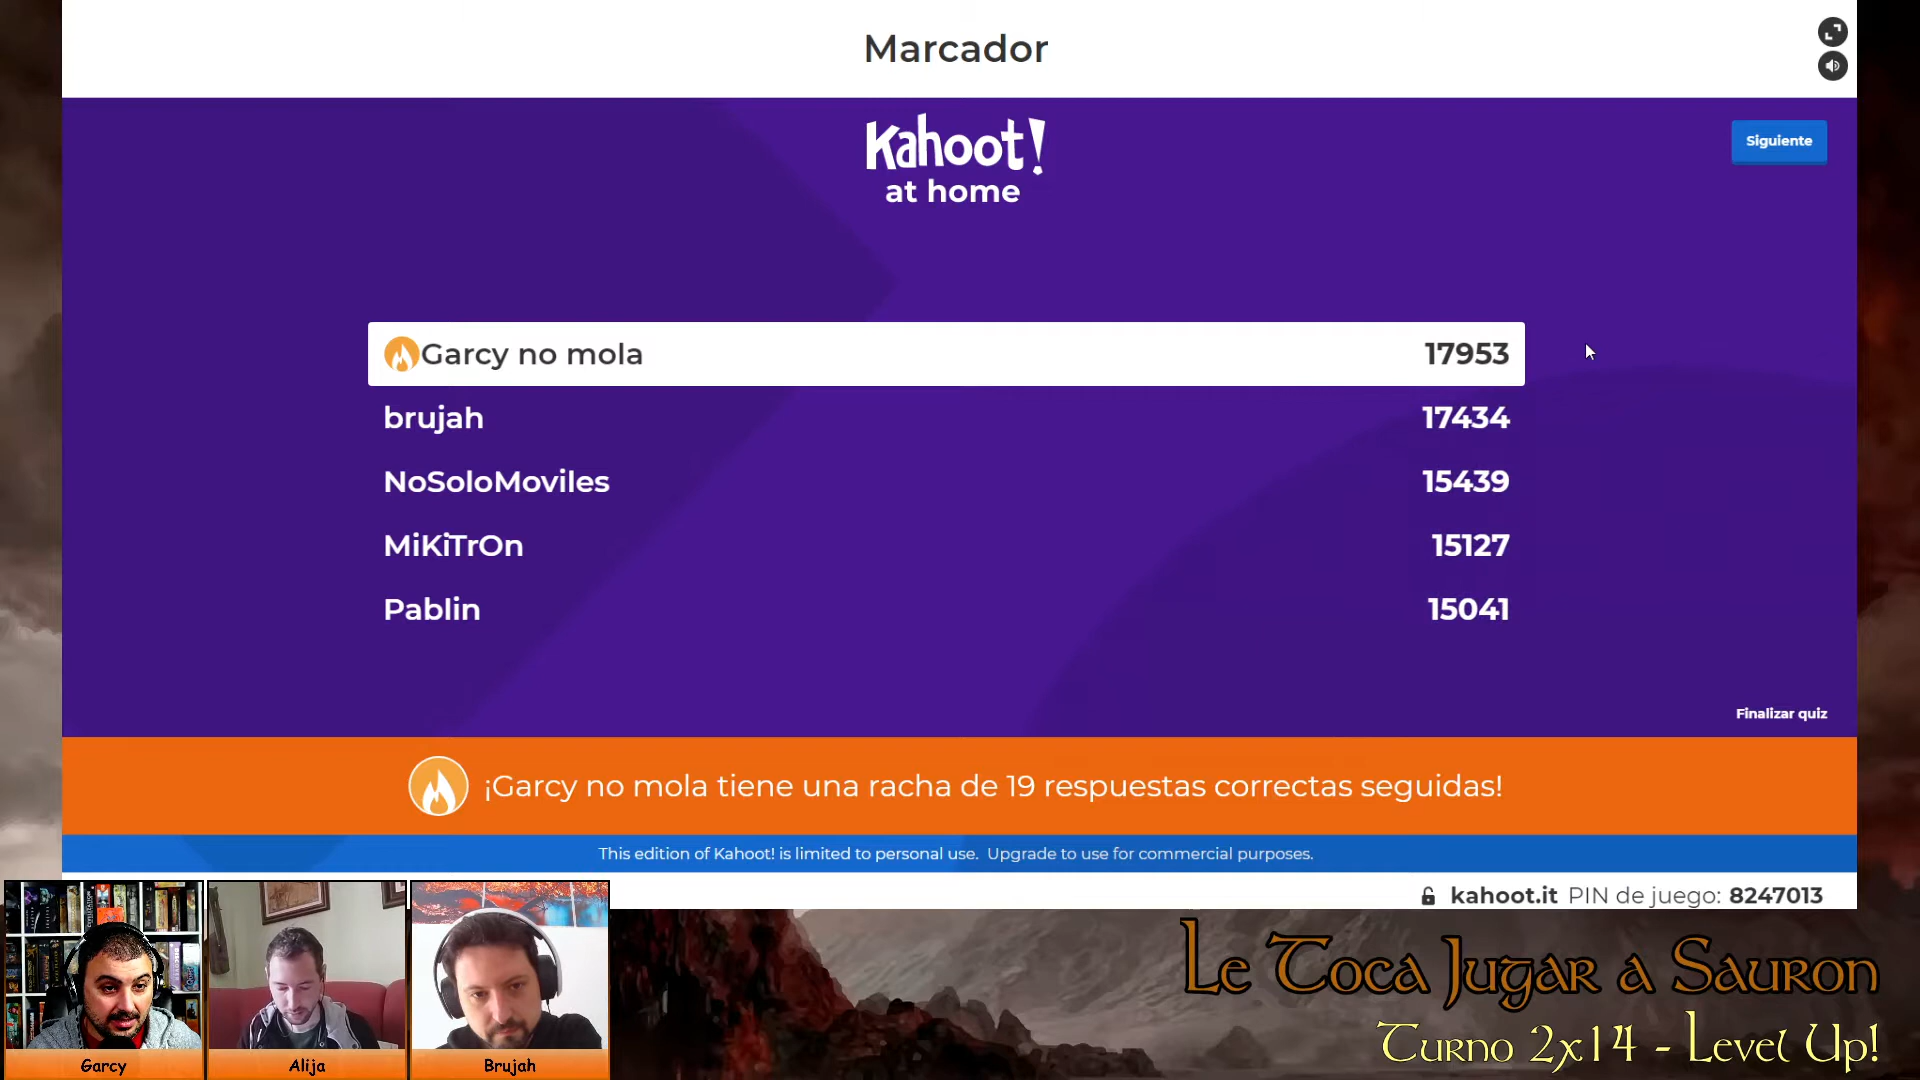 Marcador
Kahoot!
at home
Siguiente
Garcy no mola 17953
brujah 17434
NoSoloMoviles 15439
MiKiTrOn 15127
Pablin 15041
Finalizar quiz
¡Garcy no mola tiene una racha de 19 respuestas correctas seguidas!
This edition of Kahoot! is limited to personal use. Upgrade to use for commercial purposes.
kahoot.it PIN de juego: 8247013
Le Toca Jugar a Sauron
Turno 2x14 - Level Up!
Garcy
Alija
Brujah